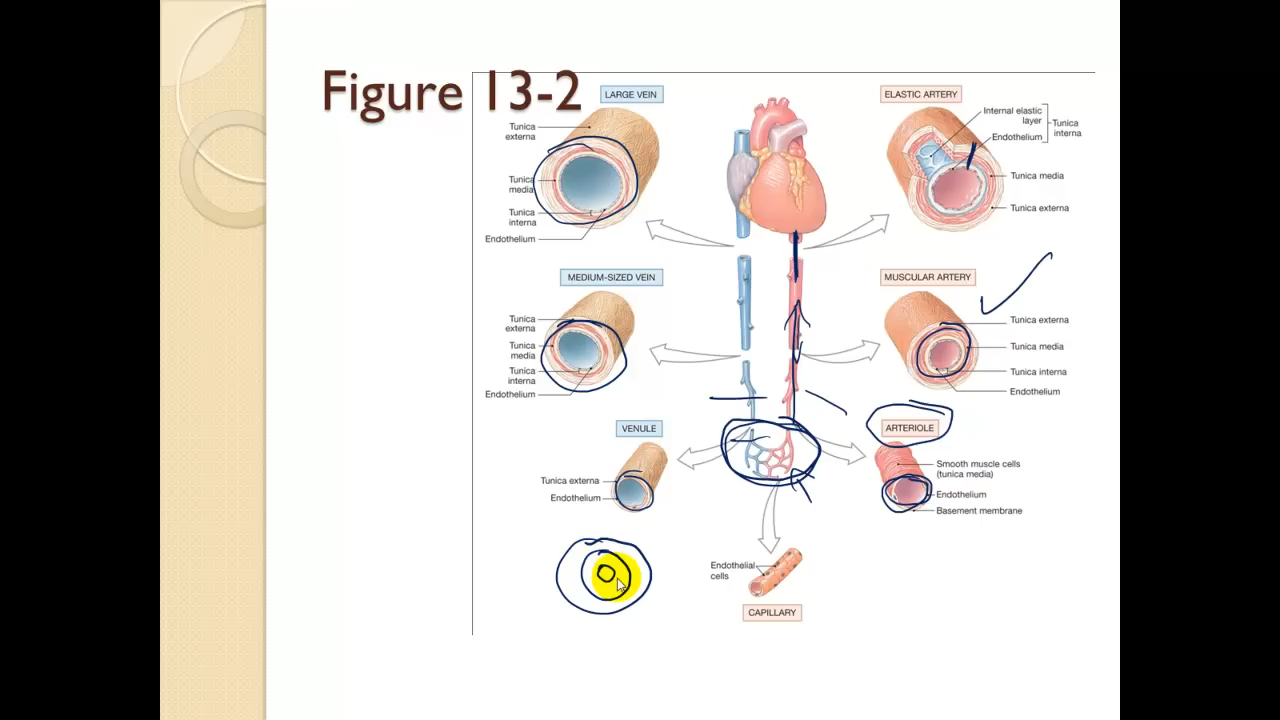 Figure 13-2
LARGE VEIN
Tunica
externa
Tunica
media
Tunica
interna
Endothelium
ELASTIC ARTERY
Internal elastic
layer
Endothelium
Tunica
interna
Tunica media
Tunica externa
MEDIUM-SIZED VEIN
Tunica
externa
Tunica
media
Tunica
interna
Endothelium
MUSCULAR ARTERY
Tunica externa
Tunica media
Tunica interna
Endothelium
VENULE
Tunica externa
Endothelium
ARTERIOLE
Smooth muscle cells
(tunica media)
Endothelium
Basement membrane
Endothelial
cells
CAPILLARY